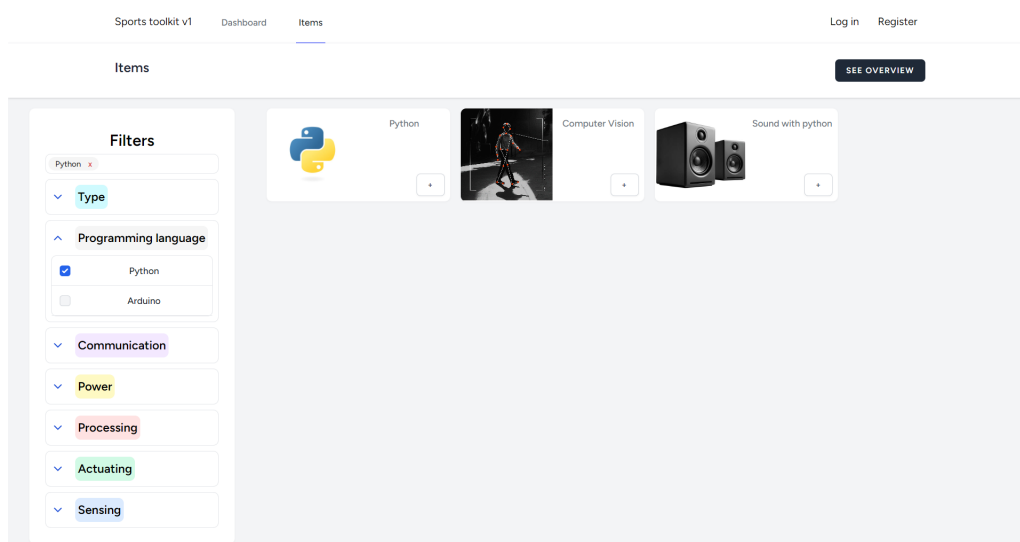 Sports toolkit v1 Dashboard Items Log in Register
Items SEE OVERVIEW
Filters
Python x
Type
Programming language
Python
Arduino
Communication
Power
Processing
Actuating
Sensing
Python
+
Computer Vision
+
Sound with python
+